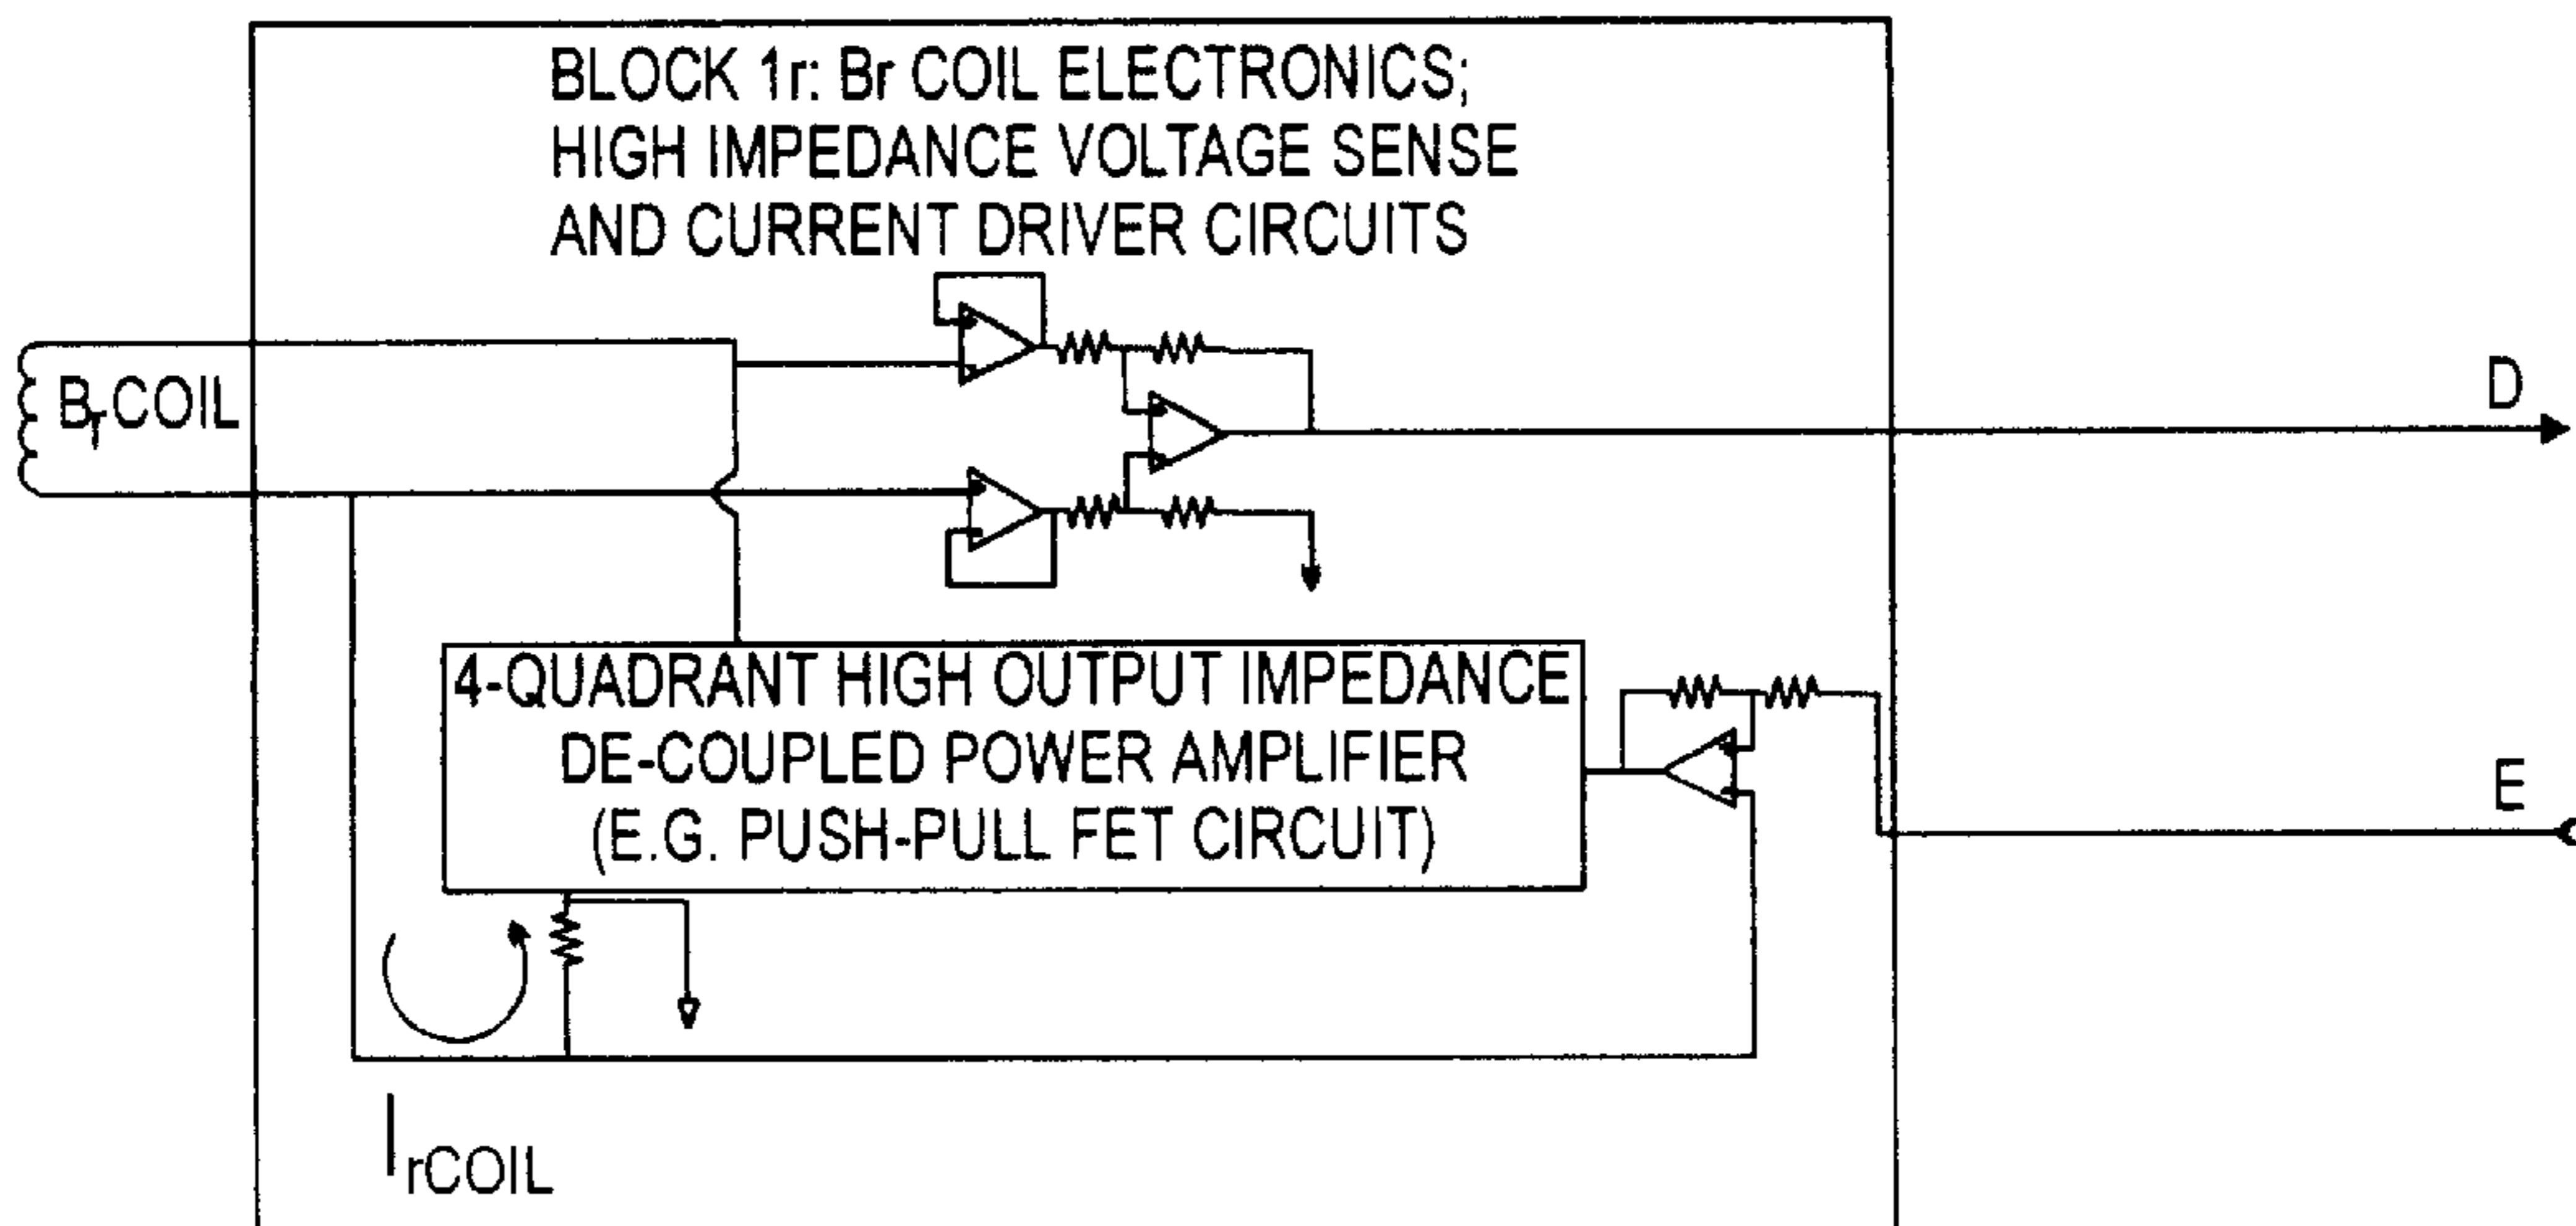 BLOCK 1r: Br COIL ELECTRONICS;
HIGH IMPEDANCE VOLTAGE SENSE
AND CURRENT DRIVER CIRCUITS
BrCOIL
D
4-QUADRANT HIGH OUTPUT IMPEDANCE
DE-COUPLED POWER AMPLIFIER
(E.G. PUSH-PULL FET CIRCUIT)
E
IrCOIL